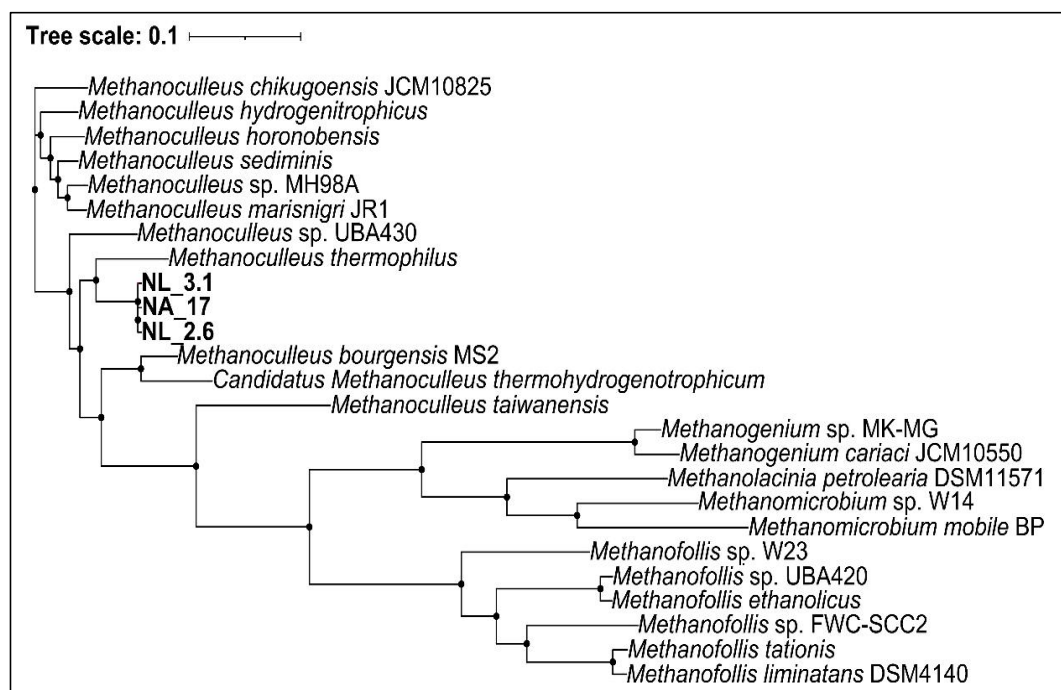 Tree scale: 0.1
Methanoculleus chikugoensis JCM10825
Methanoculleus hydrogenitrophicus
Methanoculleus horonobensis
Methanoculleus sediminis
Methanoculleus sp. MH98A
Methanoculleus marisnigri JR1
Methanoculleus sp. UBA430
Methanoculleus thermophilus
NL_3.1
NA_17
NL_2.6
Methanoculleus bourgensis MS2
Candidatus Methanoculleus thermohydrogenotrophicum
Methanoculleus taiwanensis
Methanogenium sp. MK-MG
Methanogenium cariaci JCM10550
Methanolacinia petrolearia DSM11571
Methanomicrobium sp. W14
Methanomicrobium mobile BP
Methanofollis sp. W23
Methanofollis sp. UBA420
Methanofollis ethanolicus
Methanofollis sp. FWC-SCC2
Methanofollis tationis
Methanofollis liminatans DSM4140